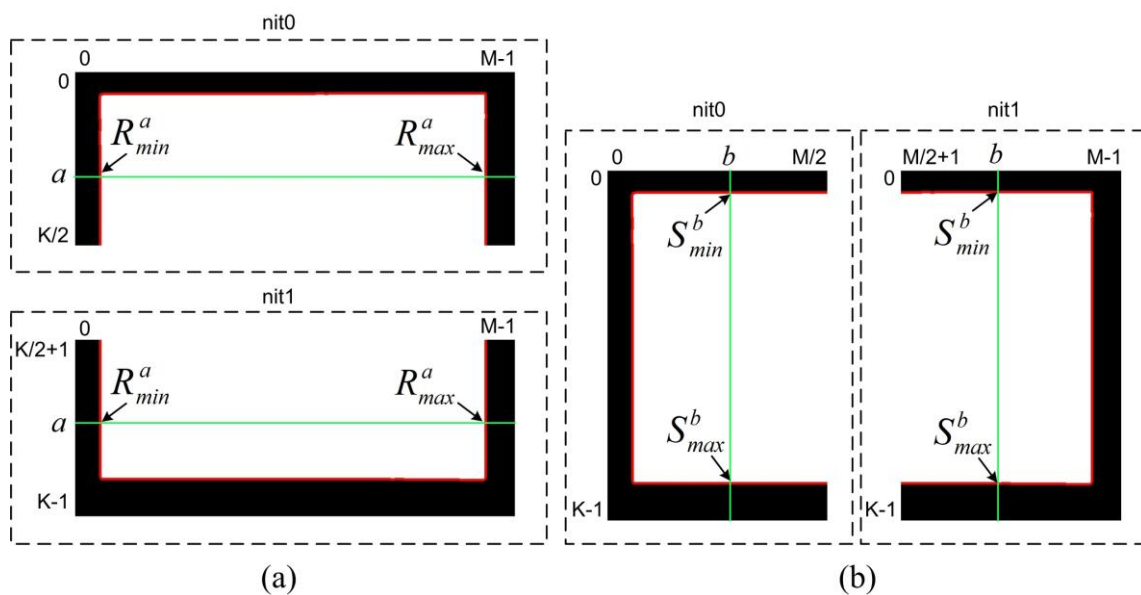 nit0
0 M-1
0
R^a_min R^a_max
a
K/2
nit1
0 M-1
K/2+1
R^a_min R^a_max
a
K-1
(a)
nit0
0 b M/2
0
S^b_min
S^b_max
K-1
nit1
M/2+1 b M-1
0
S^b_min
S^b_max
K-1
(b)